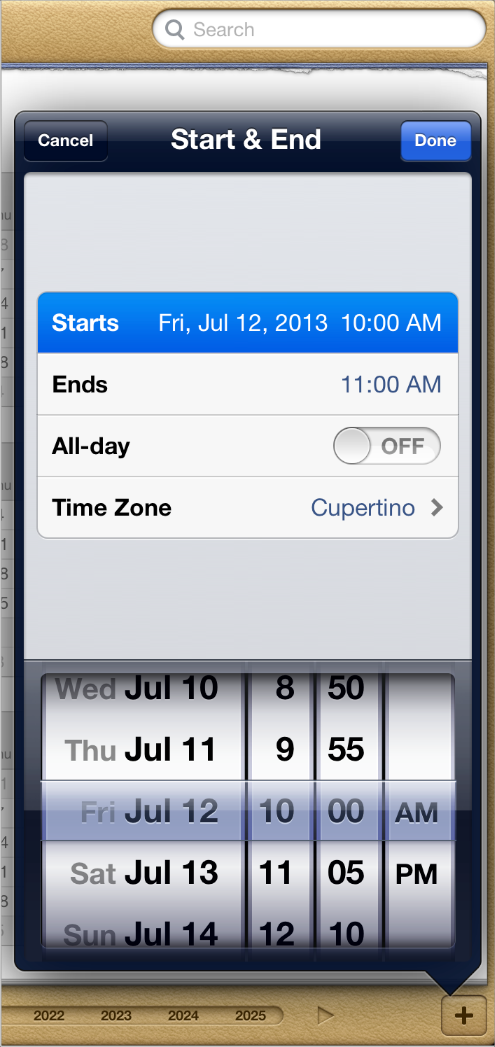 Search
Cancel Start & End Done
Starts Fri, Jul 12, 2013 10:00 AM
Ends 11:00 AM
All-day OFF
Time Zone Cupertino
Wed Jul 10 8 50
Thu Jul 11 9 55
Fri Jul 12 10 00 AM
Sat Jul 13 11 05 PM
Sun Jul 14 12 10
2022 2023 2024 2025
+